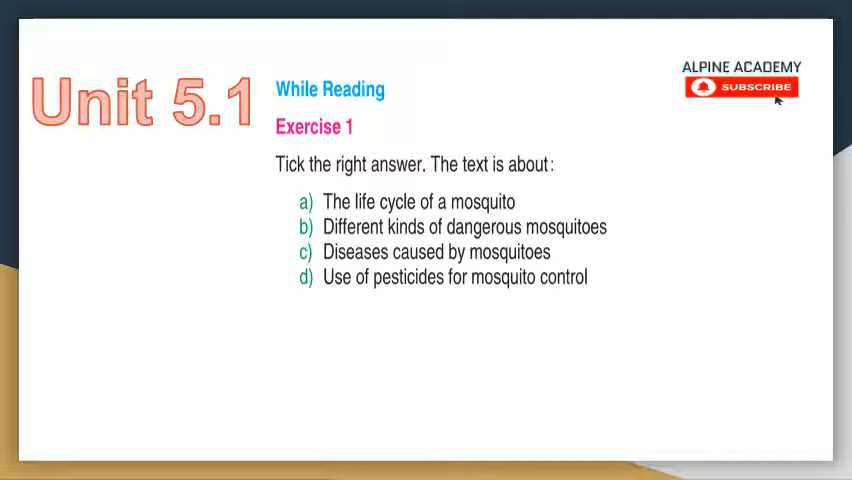 Unit 5.1
While Reading
ALPINE ACADEMY
SUBSCRIBE
Exercise 1
Tick the right answer. The text is about:
a) The life cycle of a mosquito
b) Different kinds of dangerous mosquitoes
c) Diseases caused by mosquitoes
d) Use of pesticides for mosquito control